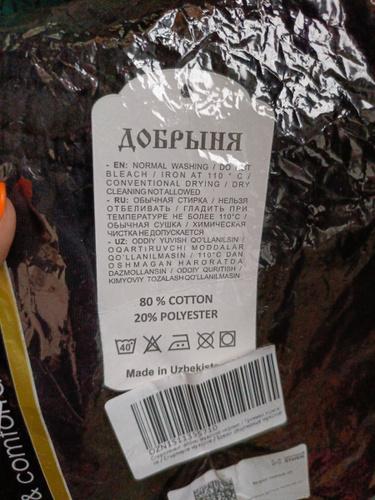 ДОБРЫНЯ
- EN: NORMAL WASHING / DO NOT
BLEACH / IRON AT 110 ° C /
CONVENTIONAL DRYING / DRY
CLEANING NOT ALLOWED
- RU: ОБЫЧНАЯ СТИРКА / НЕЛЬЗЯ
ОТБЕЛИВАТЬ / ГЛАДИТЬ ПРИ
ТЕМПЕРАТУРЕ НЕ БОЛЕЕ 110°C /
ОБЫЧНАЯ СУШКА / ХИМИЧЕСКАЯ
ЧИСТКА НЕ ДОПУСКАЕТСЯ
- UZ: ODDIY YUVISH QO'LLANILSIN /
OQARTIRUVCHI MODDALAR
QO'LLANILMASIN / 110°C DAN
OSHMAGAN HARORATDA
DAZMOLLANSIN / ODDIY QURITISH /
KIMYOVIY TOZALASH QO'LLANILMASIN
80 % COTTON
20% POLYESTER
40
Made in Uzbekist
& comfort
OZN1511355710